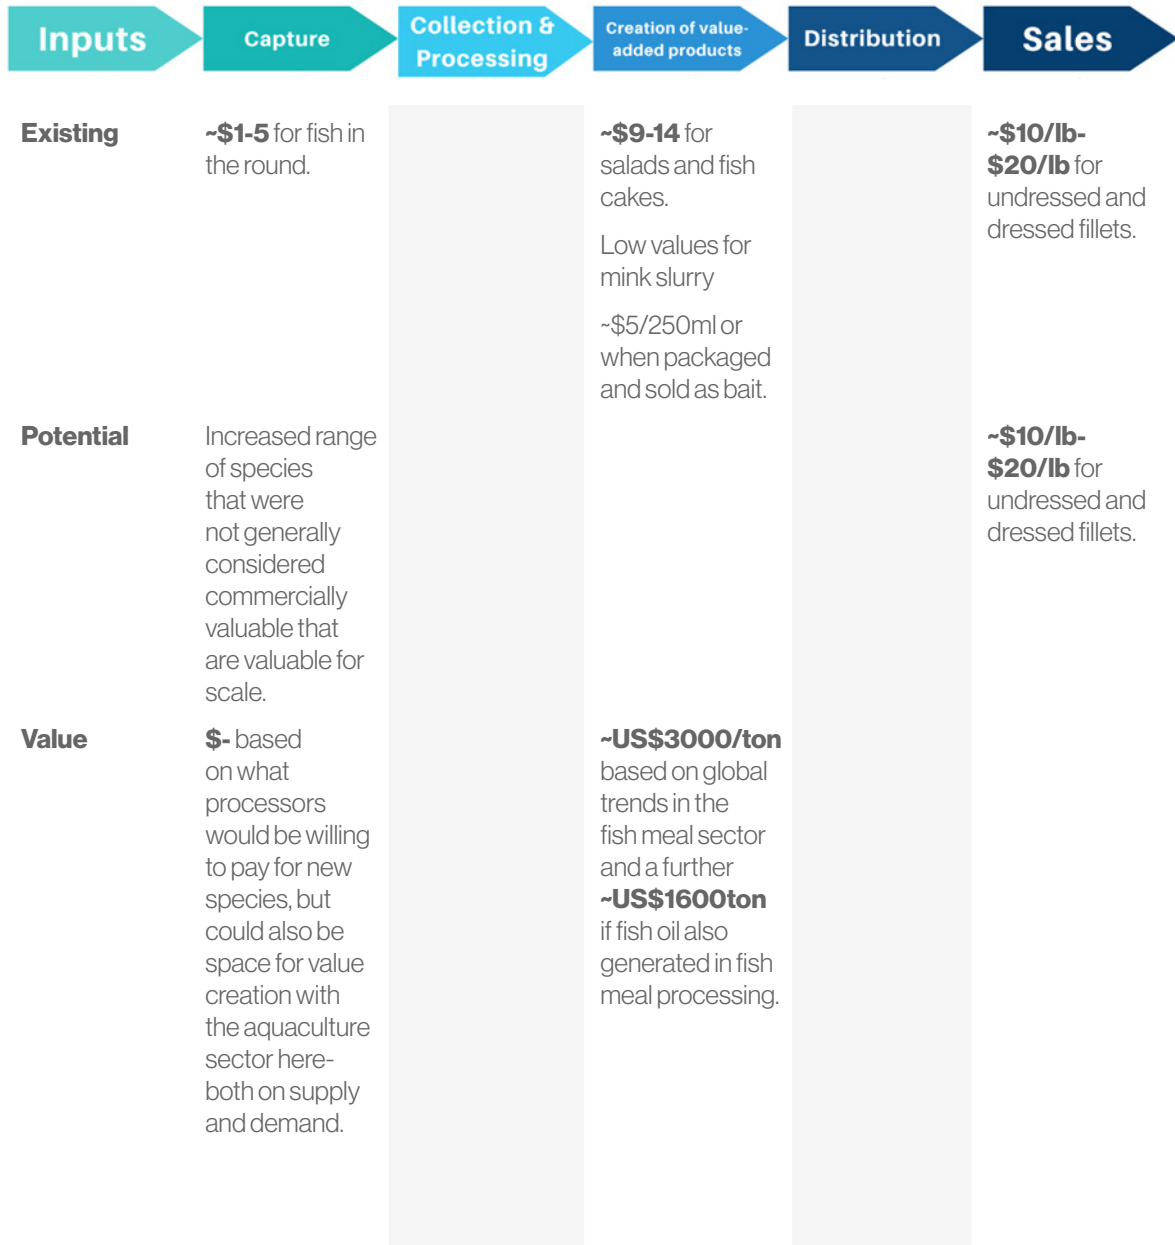 Inputs
Capture
Collection &
Processing
Creation of value-
added products
Distribution
Sales
Existing
~$1-5 for fish in
the round.
~$9-14 for
salads and fish
cakes.
Low values for
mink slurry
~$5/250ml or
when packaged
and sold as bait.
~$10/lb-
$20/lb for
undressed and
dressed fillets.
Potential
Increased range
of species
that were
not generally
considered
commercially
valuable that
are valuable for
scale.
~$10/lb-
$20/lb for
undressed and
dressed fillets.
Value
$- based
on what
processors
would be willing
to pay for new
species, but
could also be
space for value
creation with
the aquaculture
sector here-
both on supply
and demand.
~US$3000/ton
based on global
trends in the
fish meal sector
and a further
~US$1600ton
if fish oil also
generated in fish
meal processing.